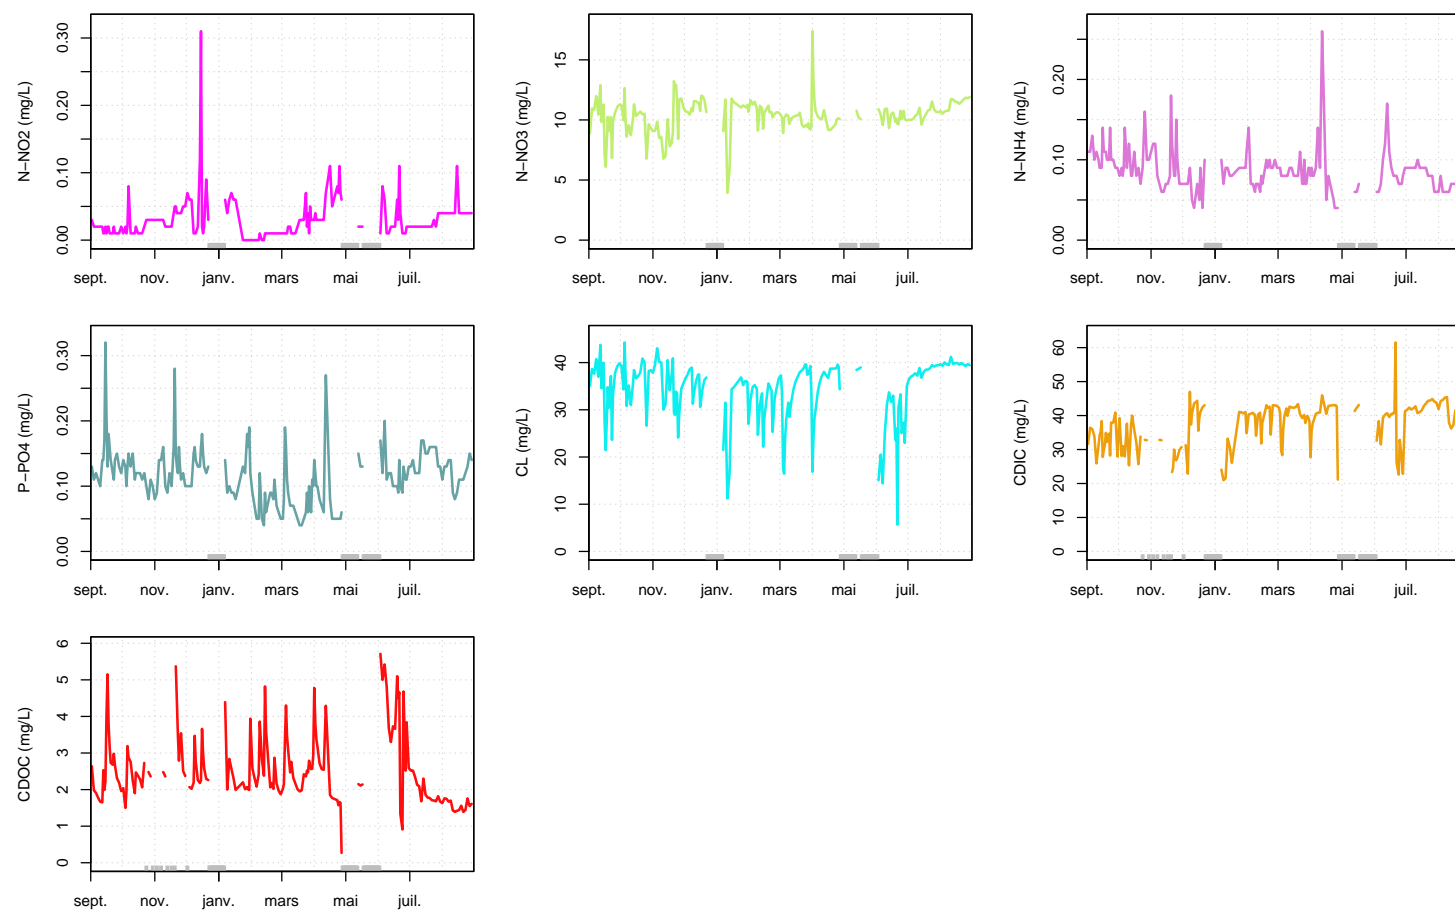 N−NO2 (mg/L)
0.00 0.10 0.20 0.30
sept. nov. janv. mars mai juil.
N−NO3 (mg/L)
0 5 10 15
sept. nov. janv. mars mai juil.
N−NH4 (mg/L)
0.00 0.10 0.20
sept. nov. janv. mars mai juil.
P−PO4 (mg/L)
0.00 0.10 0.20 0.30
sept. nov. janv. mars mai juil.
CL (mg/L)
0 10 20 30 40
sept. nov. janv. mars mai juil.
CDIC (mg/L)
0 10 20 30 40 50 60
sept. nov. janv. mars mai juil.
CDOC (mg/L)
0 1 2 3 4 5 6
sept. nov. janv. mars mai juil.